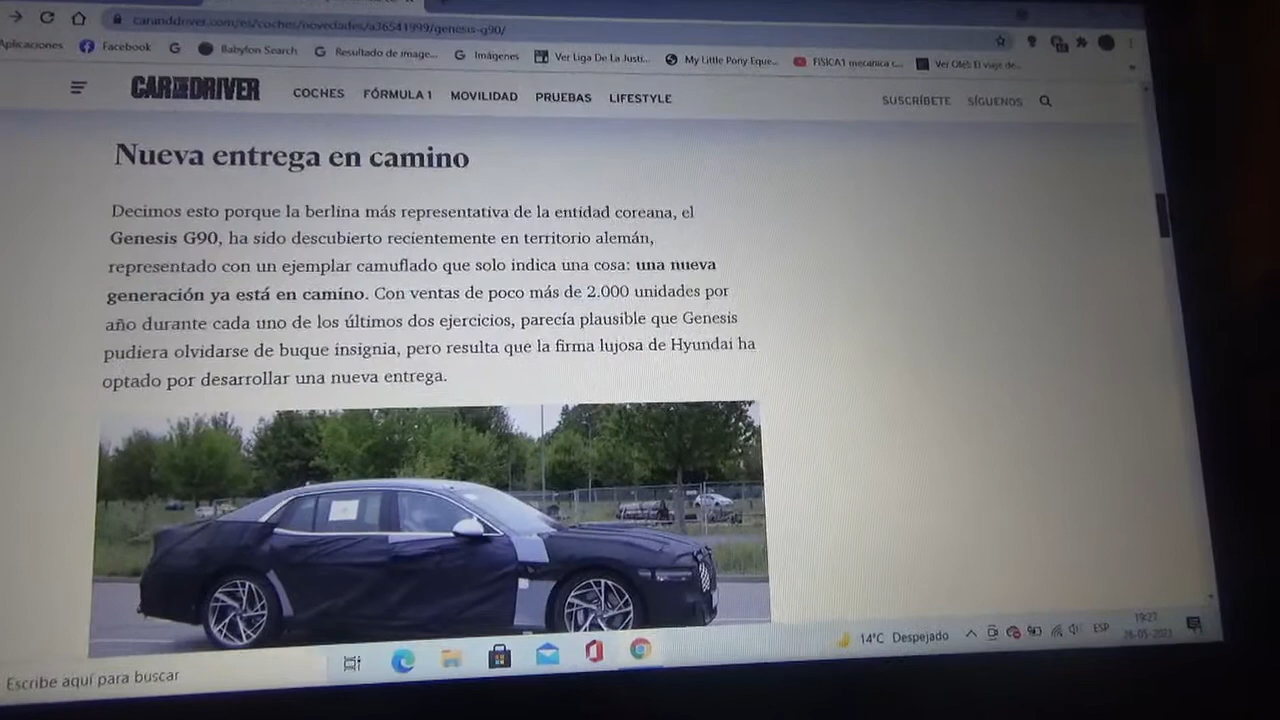 caranddriver.com/es/coches/novedades/a36541999/genesis-g90/
Aplicaciones Facebook Babylon Search Resultado de image... Imágenes Ver Liga De La Justi... My Little Pony Eque... FISICA1 mecanica c...
CAR AND DRIVER COCHES FÓRMULA 1 MOVILIDAD PRUEBAS LIFESTYLE SUSCRÍBETE SÍGUENOS
Nueva entrega en camino
Decimos esto porque la berlina más representativa de la entidad coreana, el
Genesis G90, ha sido descubierto recientemente en territorio alemán,
representado con un ejemplar camuflado que solo indica una cosa: una nueva
generación ya está en camino. Con ventas de poco más de 2.000 unidades por
año durante cada uno de los últimos dos ejercicios, parecía plausible que Genesis
pudiera olvidarse de buque insignia, pero resulta que la firma lujosa de Hyundai ha
optado por desarrollar una nueva entrega.
14°C Despejado ESP 19:27
26-05-2021
Escribe aquí para buscar